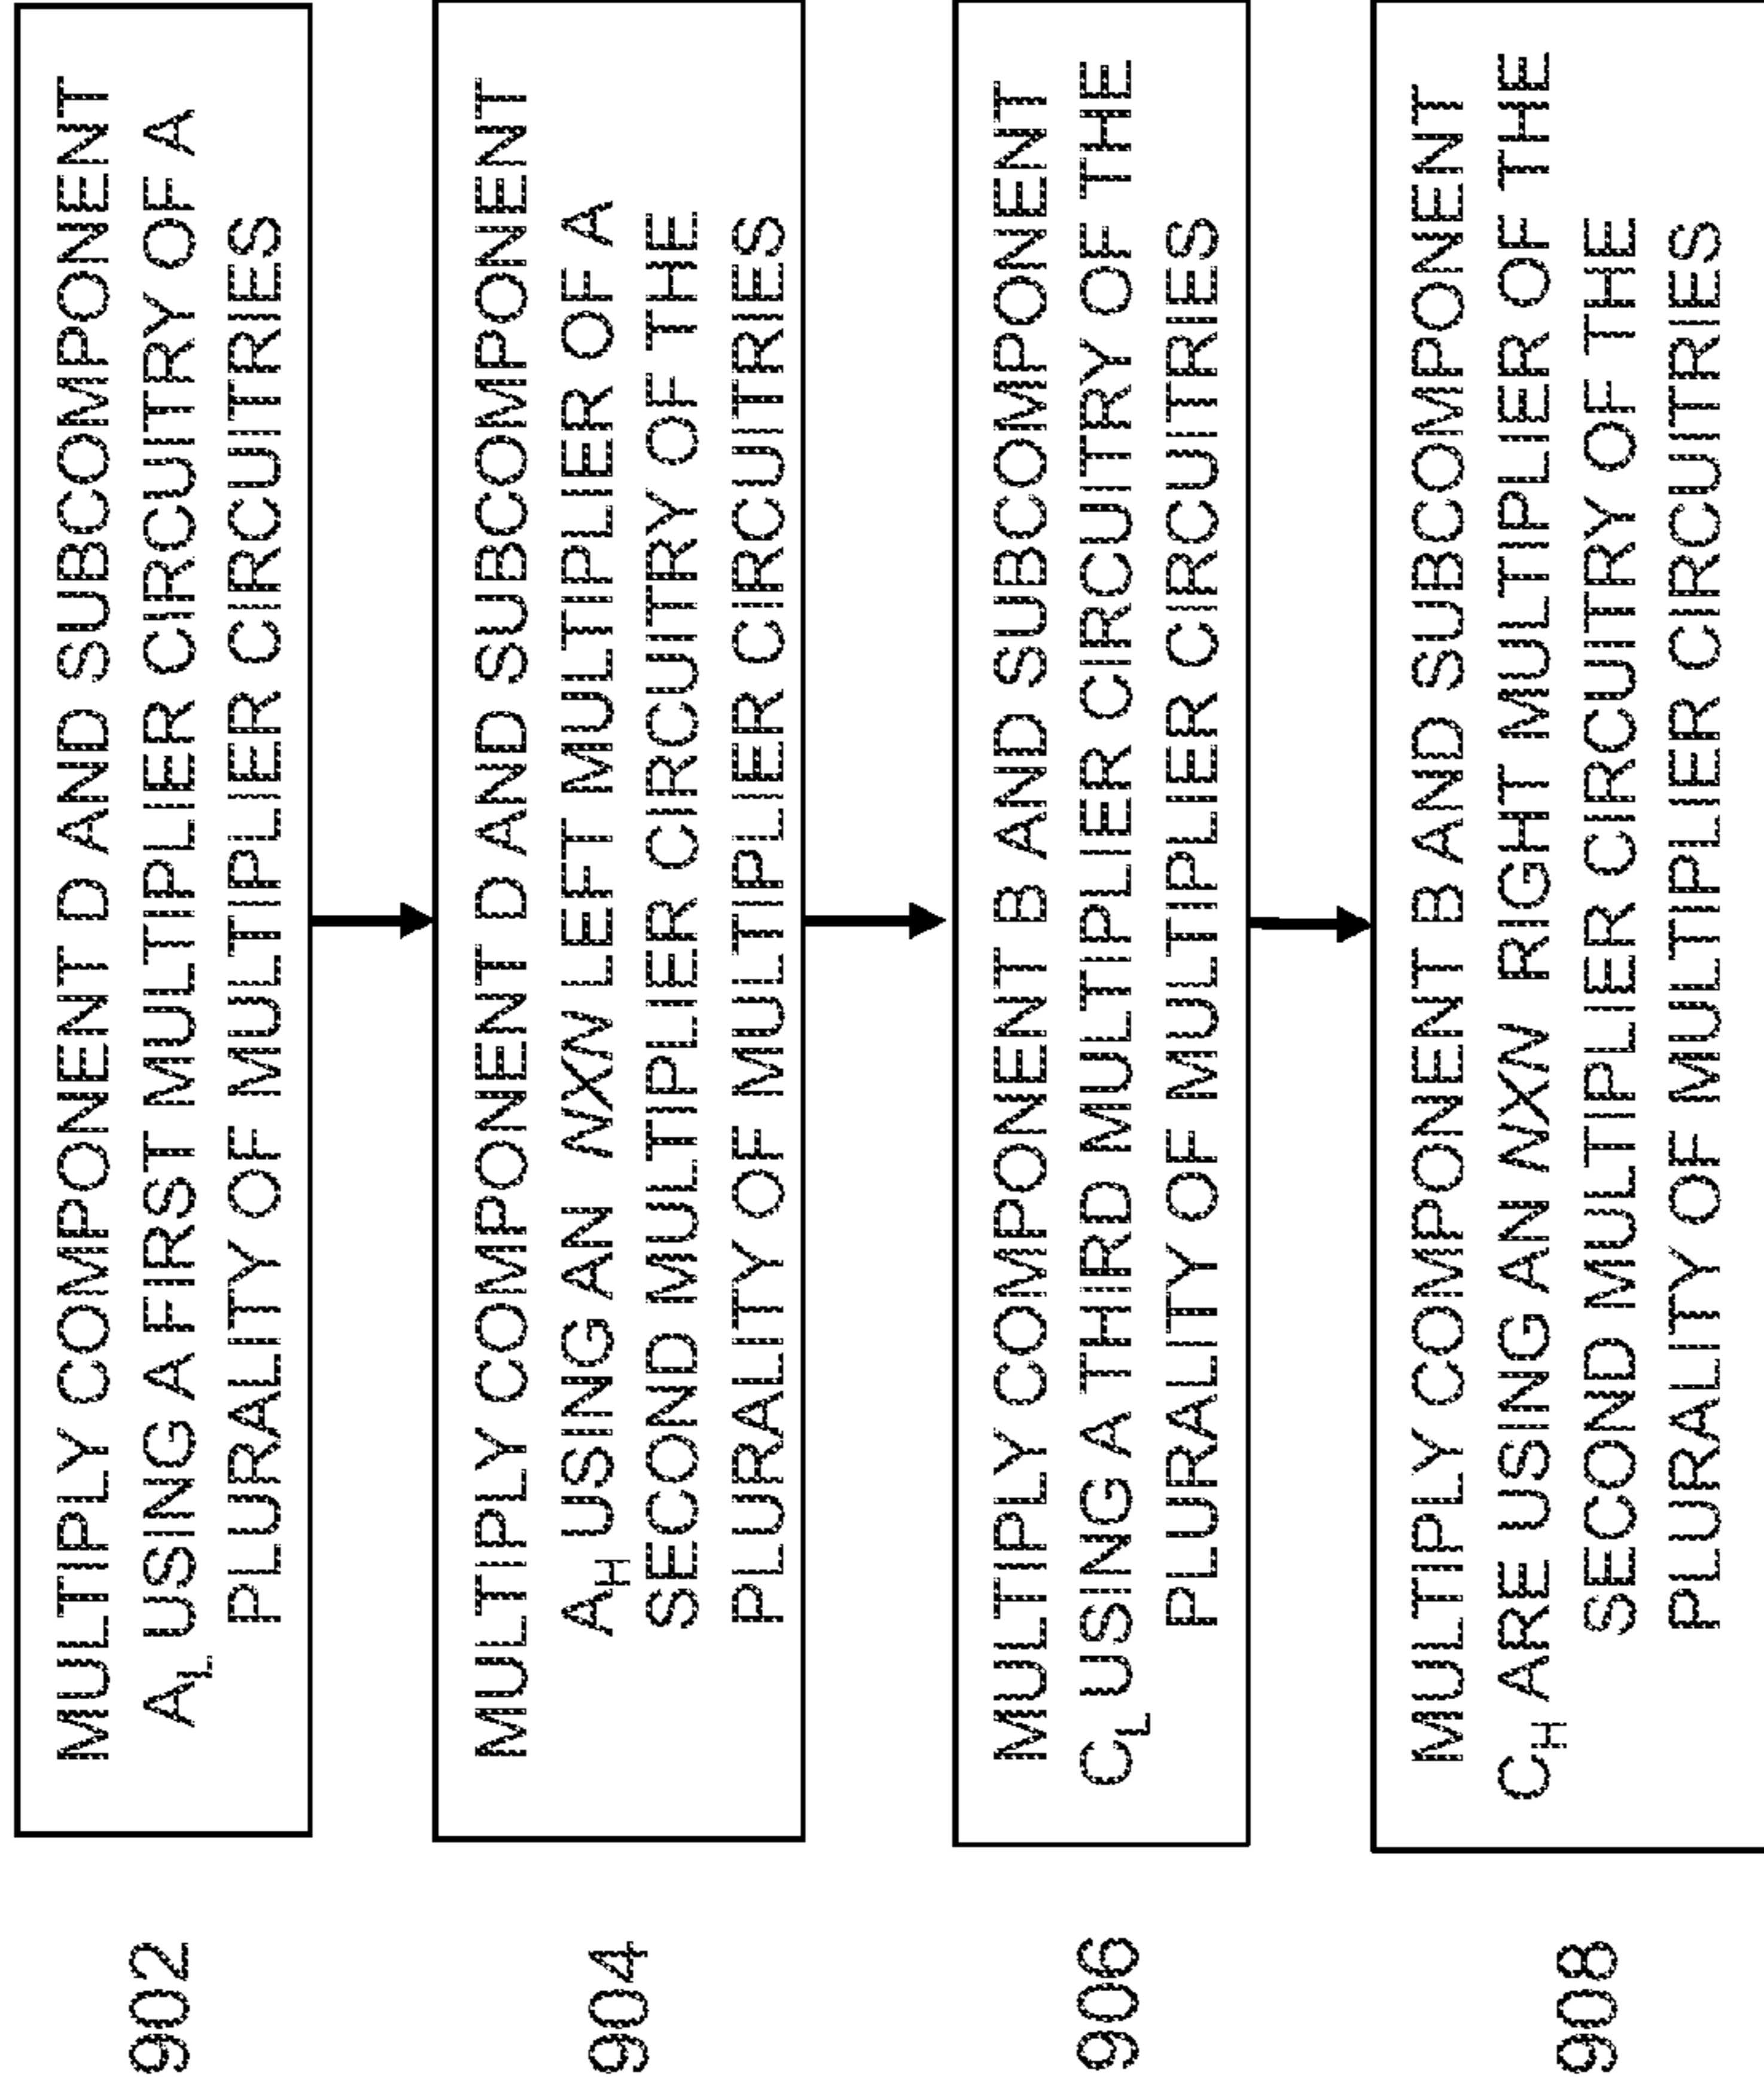 902
MULTIPLY COMPONENT D AND SUBCOMPONENT
AL USING A FIRST MULTIPLIER CIRCUITRY OF A
PLURALITY OF MULTIPLIER CIRCUITRIES
904
MULTIPLY COMPONENT D AND SUBCOMPONENT
AH USING AN NXN LEFT MULTIPLIER OF A
SECOND MULTIPLIER CIRCUITRY OF THE
PLURALITY OF MULTIPLIER CIRCUITRIES
906
MULTIPLY COMPONENT B AND SUBCOMPONENT
CL USING A THIRD MULTIPLIER CIRCUITRY OF THE
PLURALITY OF MULTIPLIER CIRCUITRIES
908
MULTIPLY COMPONENT B AND SUBCOMPONENT
CH ARE USING AN NXN RIGHT MULTIPLIER OF THE
SECOND MULTIPLIER CIRCUITRY OF THE
PLURALITY OF MULTIPLIER CIRCUITRIES